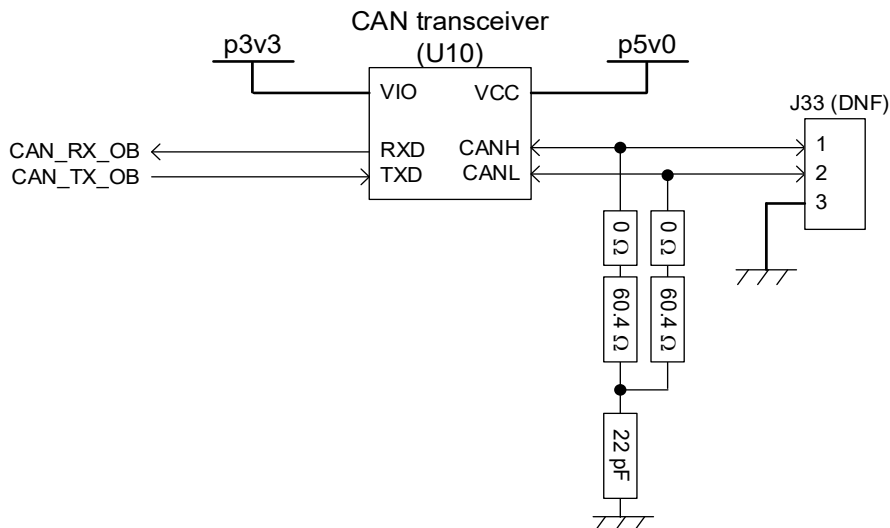 CAN transceiver
(U10)
p3v3
p5v0
VIO
VCC
J33 (DNF)
CAN_RX_OB
RXD
CANH
1
CAN_TX_OB
TXD
CANL
2
3
0 Ω
0 Ω
60.4 Ω
60.4 Ω
22 pF